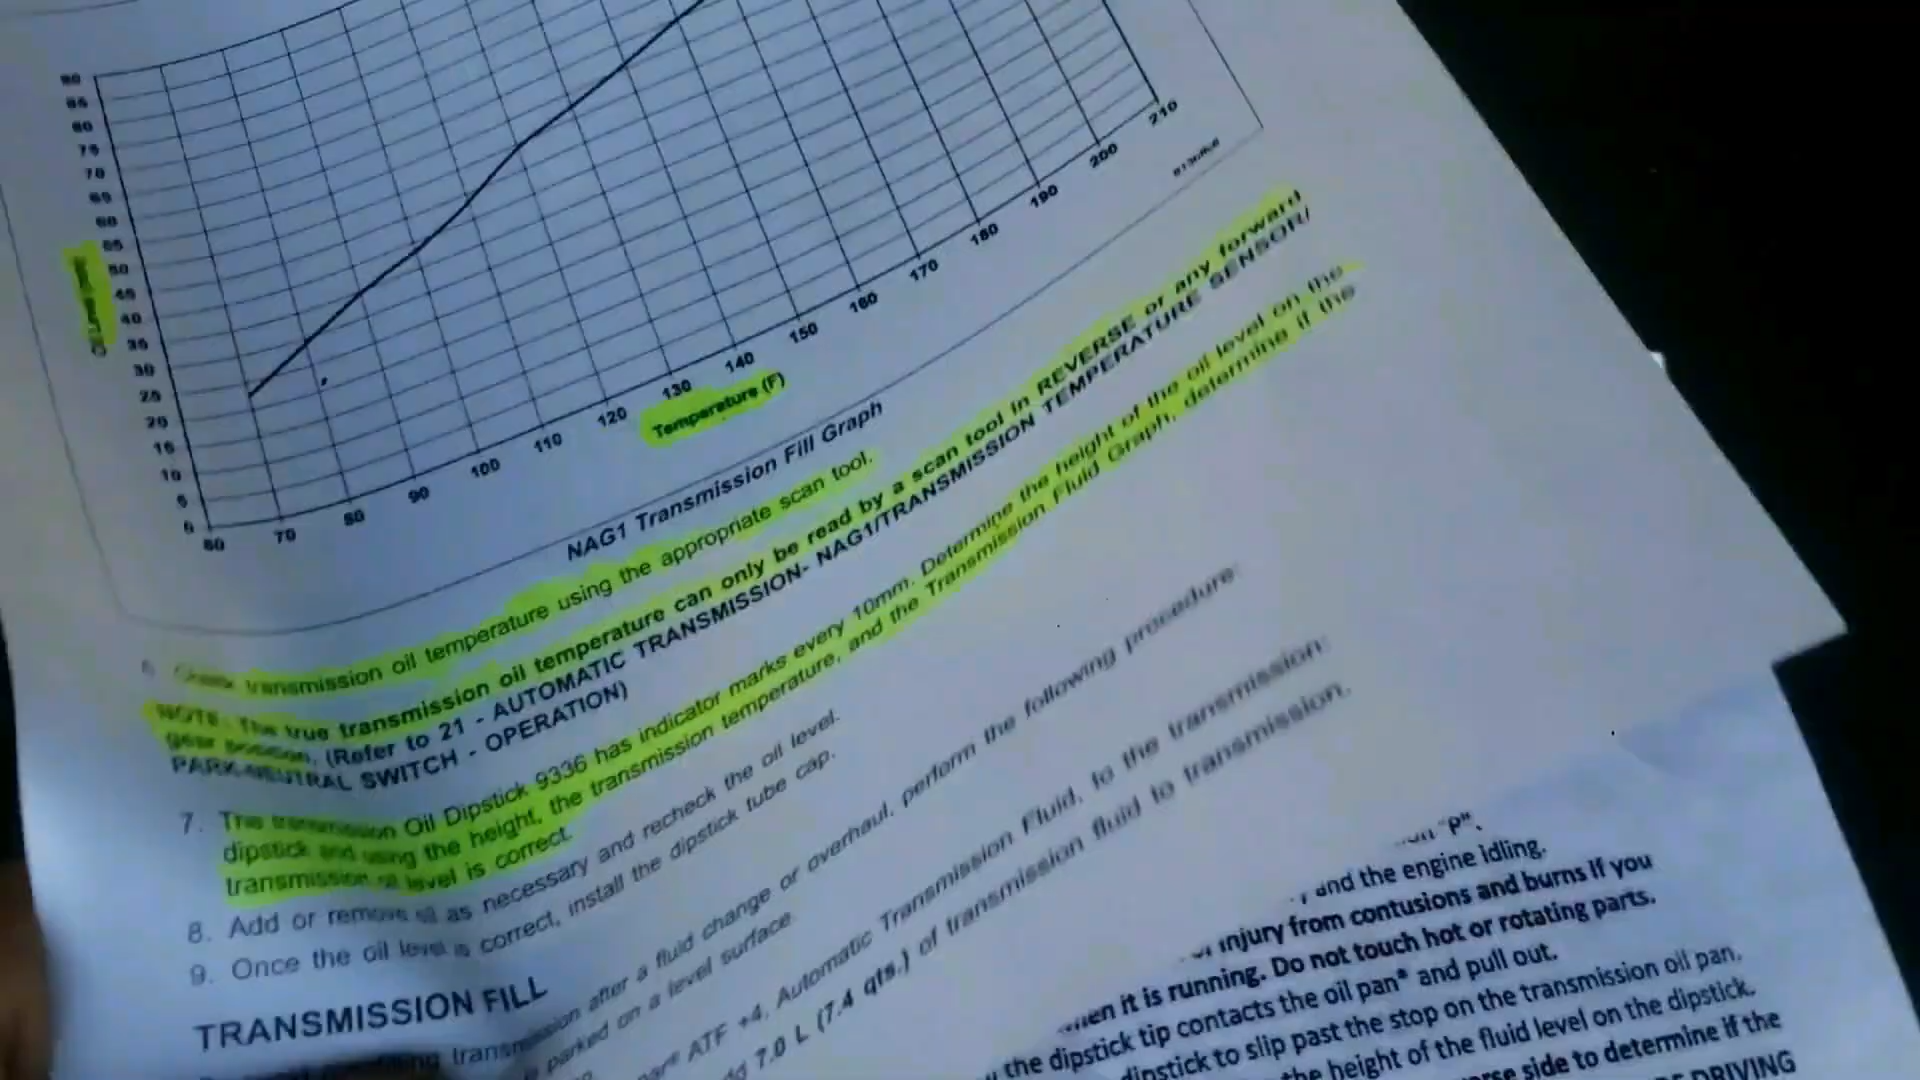 90
85
80
75
70
65
60
55
50
45
40
35
30
25
20
15
10
5
0
60 70 80 90 100 110 120 130 140 150 160 170 180 190 200 210
Temperature (F)
NAG1 Transmission Fill Graph
6. Check transmission oil temperature using the appropriate scan tool.
NOTE: The true transmission oil temperature can only be read by a scan tool in REVERSE or any forward
gear position. (Refer to 21 - AUTOMATIC TRANSMISSION- NAG1/TRANSMISSION TEMPERATURE SENSOR/
PARK-NEUTRAL SWITCH - OPERATION)
7. The transmission Oil Dipstick 9336 has indicator marks every 10mm. Determine the height of the oil level on the
dipstick and using the height, the transmission temperature, and the Transmission Fluid Graph, determine if the
transmission oil level is correct.
8. Add or remove oil as necessary and recheck the oil level.
9. Once the oil level is correct, install the dipstick tube cap.
TRANSMISSION FILL
transmission after a fluid change or overhaul, perform the following procedure:
parked on a level surface.
ATF +4, Automatic Transmission Fluid, to the transmission:
7.0 L (7.4 qts.) of transmission fluid to transmission.
"P".
and the engine idling.
injury from contusions and burns if you
when it is running. Do not touch hot or rotating parts.
the dipstick tip contacts the oil pan* and pull out.
dipstick to slip past the stop on the transmission oil pan.
the height of the fluid level on the dipstick.
side to determine if the
DRIVING